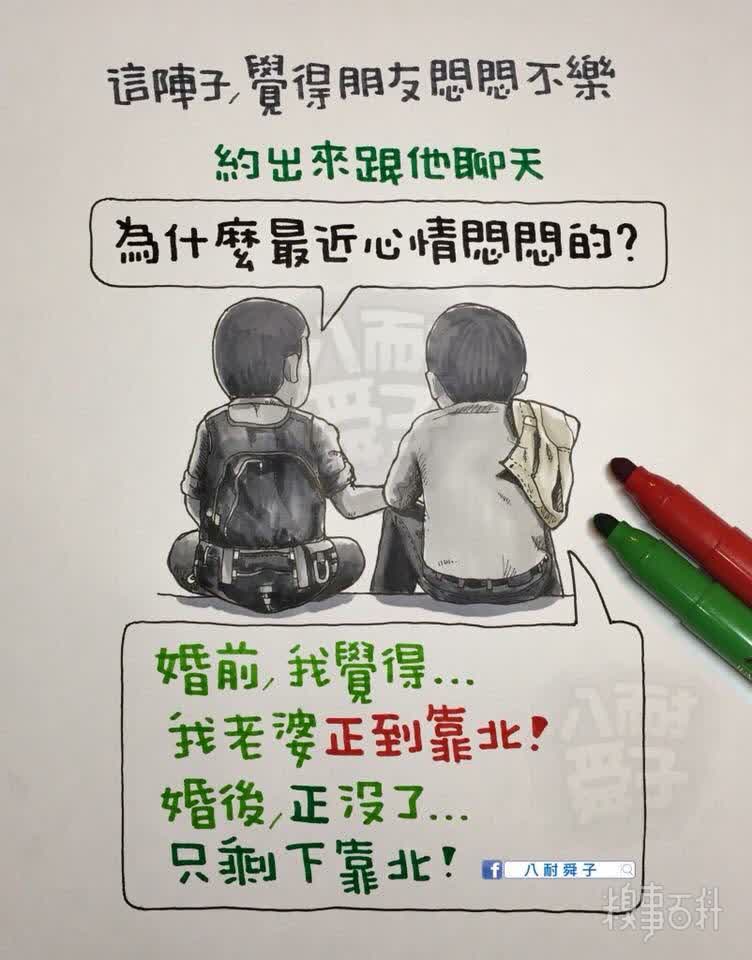 這陣子,覺得朋友悶悶不樂
約出來跟他聊天
為什麼最近心情悶悶的?
八耐
舜子
婚前,我覺得...
我老婆正到靠北!
婚後,正沒了...
只剩下靠北!
八耐
舜子
f 八耐舜子
糗事百科